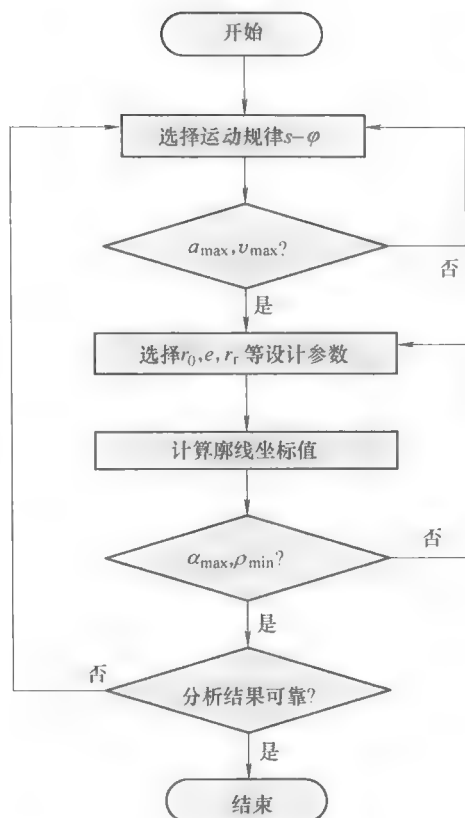 开始
选择运动规律s-φ
a_max,v_max?
否
是
选择r_0,e,r_r 等设计参数
计算廓线坐标值
α_max,ρ_min?
否
是
否
分析结果可靠?
是
结束